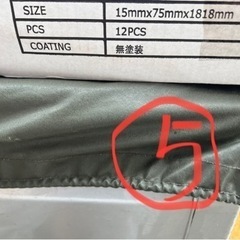 SIZE 15mmx75mmx1818mm
PCS 12PCS
COATING 無塗装
5